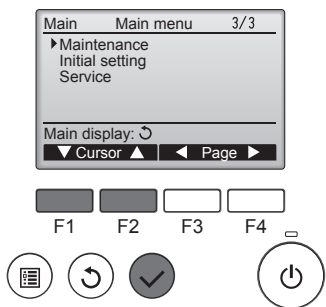 Main Main menu 3/3
Maintenance
Initial setting
Service
Main display:
Cursor Page
F1 F2 F3 F4